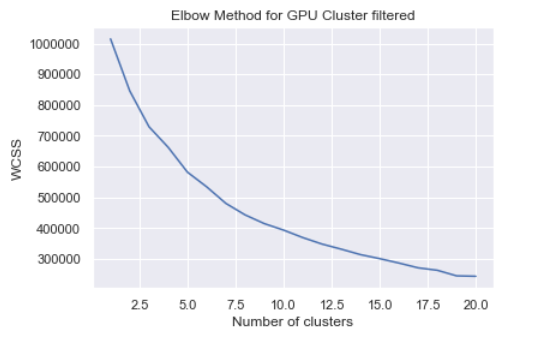 Elbow Method for GPU Cluster filtered
1000000
900000
800000
700000
600000
500000
400000
300000
WCSS
2.5 5.0 7.5 10.0 12.5 15.0 17.5 20.0
Number of clusters